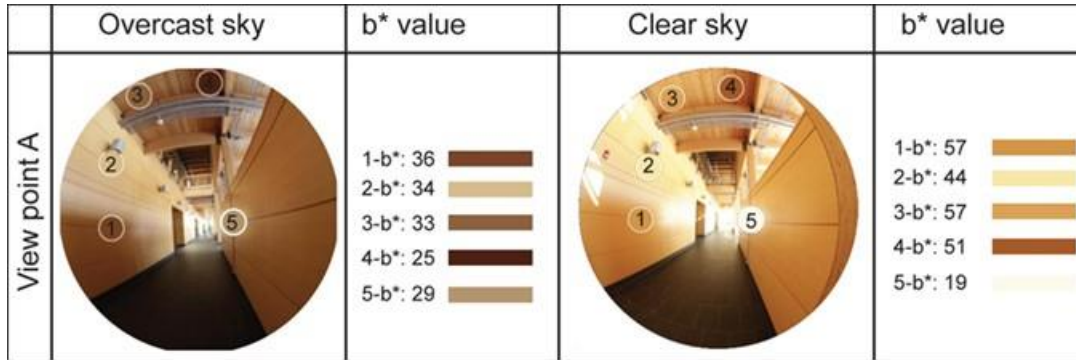 Overcast sky
b* value
Clear sky
b* value
View point A
3
2
1
5
1-b*: 36
2-b*: 34
3-b*: 33
4-b*: 25
5-b*: 29
3
4
2
1
5
1-b*: 57
2-b*: 44
3-b*: 57
4-b*: 51
5-b*: 19